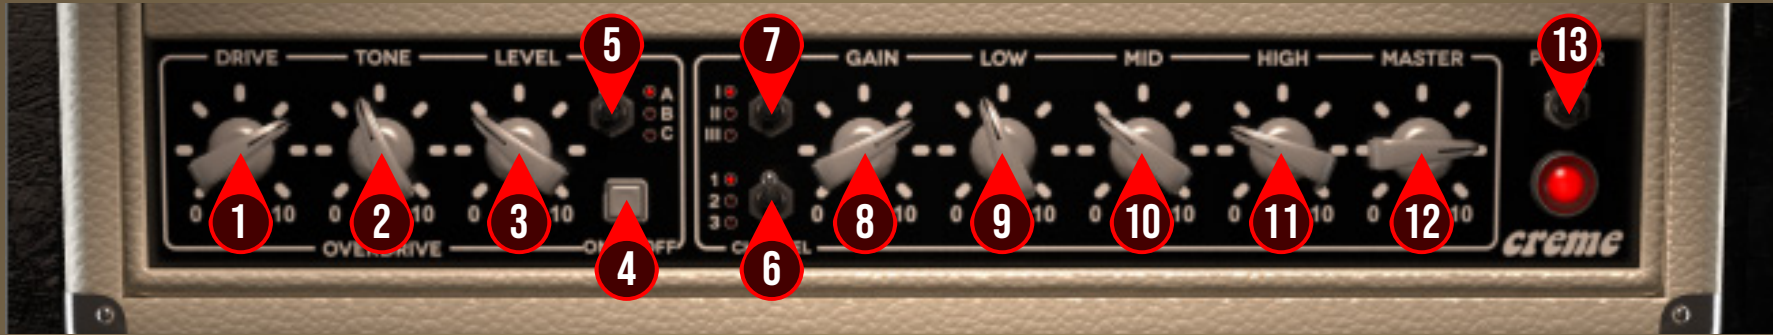 5 7 13
DRIVE TONE LEVEL GAIN LOW MID HIGH MASTER
A
B
C
I
II
III
1
2
3
0 10 0 10 0 10 0 10 0 10 0 10 0 10 0 10
1 2 3 8 9 10 11 12
OVERDRIVE
creme
4 6